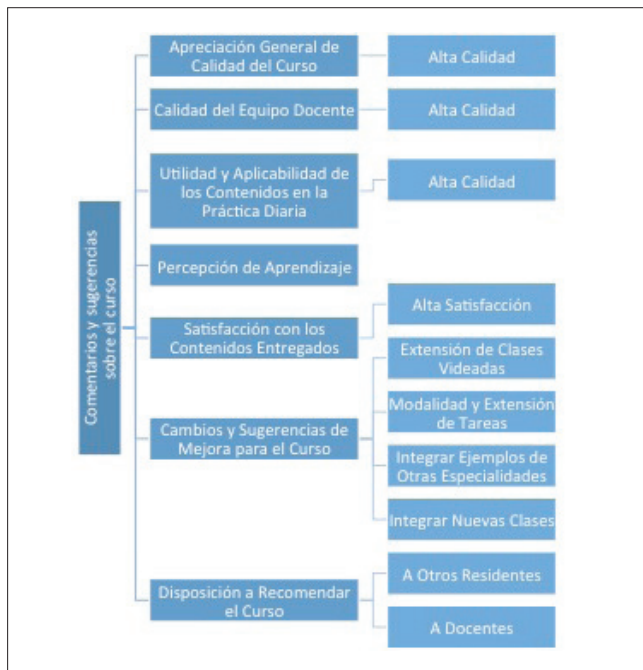 Comentarios y sugerencias
sobre el curso
Apreciación General de
Calidad del Curso
Alta Calidad
Calidad del Equipo Docente
Alta Calidad
Utilidad y Aplicabilidad de
los Contenidos en la
Práctica Diaria
Alta Calidad
Percepción de Aprendizaje
Satisfacción con los
Contenidos Entregados
Alta Satisfacción
Cambios y Sugerencias de
Mejora para el Curso
Extensión de Clases
Videadas
Modalidad y Extensión
de Tareas
Integrar Ejemplos de
Otras Especialidades
Integrar Nuevas Clases
Disposición a Recomendar
el Curso
A Otros Residentes
A Docentes